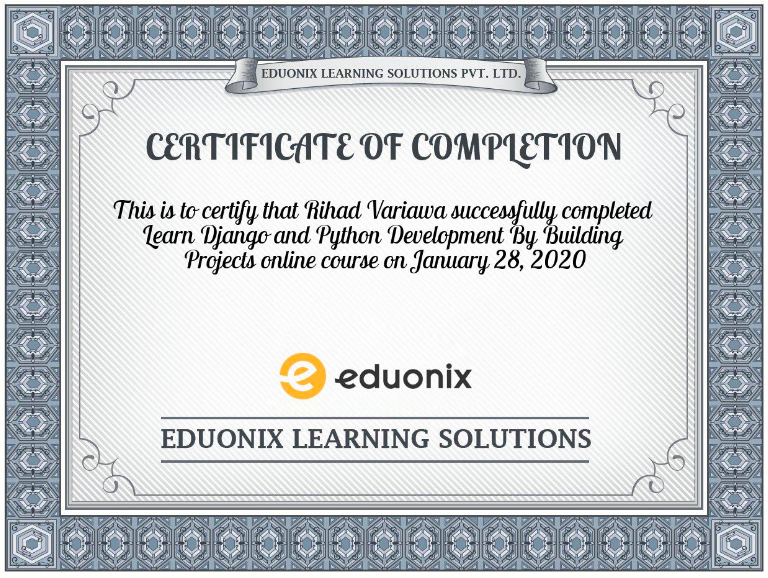 EDUONIX LEARNING SOLUTIONS PVT. LTD.
CERTIFICATE OF COMPLETION
This is to certify that Rihad Variawa successfully completed
Learn Django and Python Development By Building
Projects online course on January 28, 2020
e eduonix
EDUONIX LEARNING SOLUTIONS